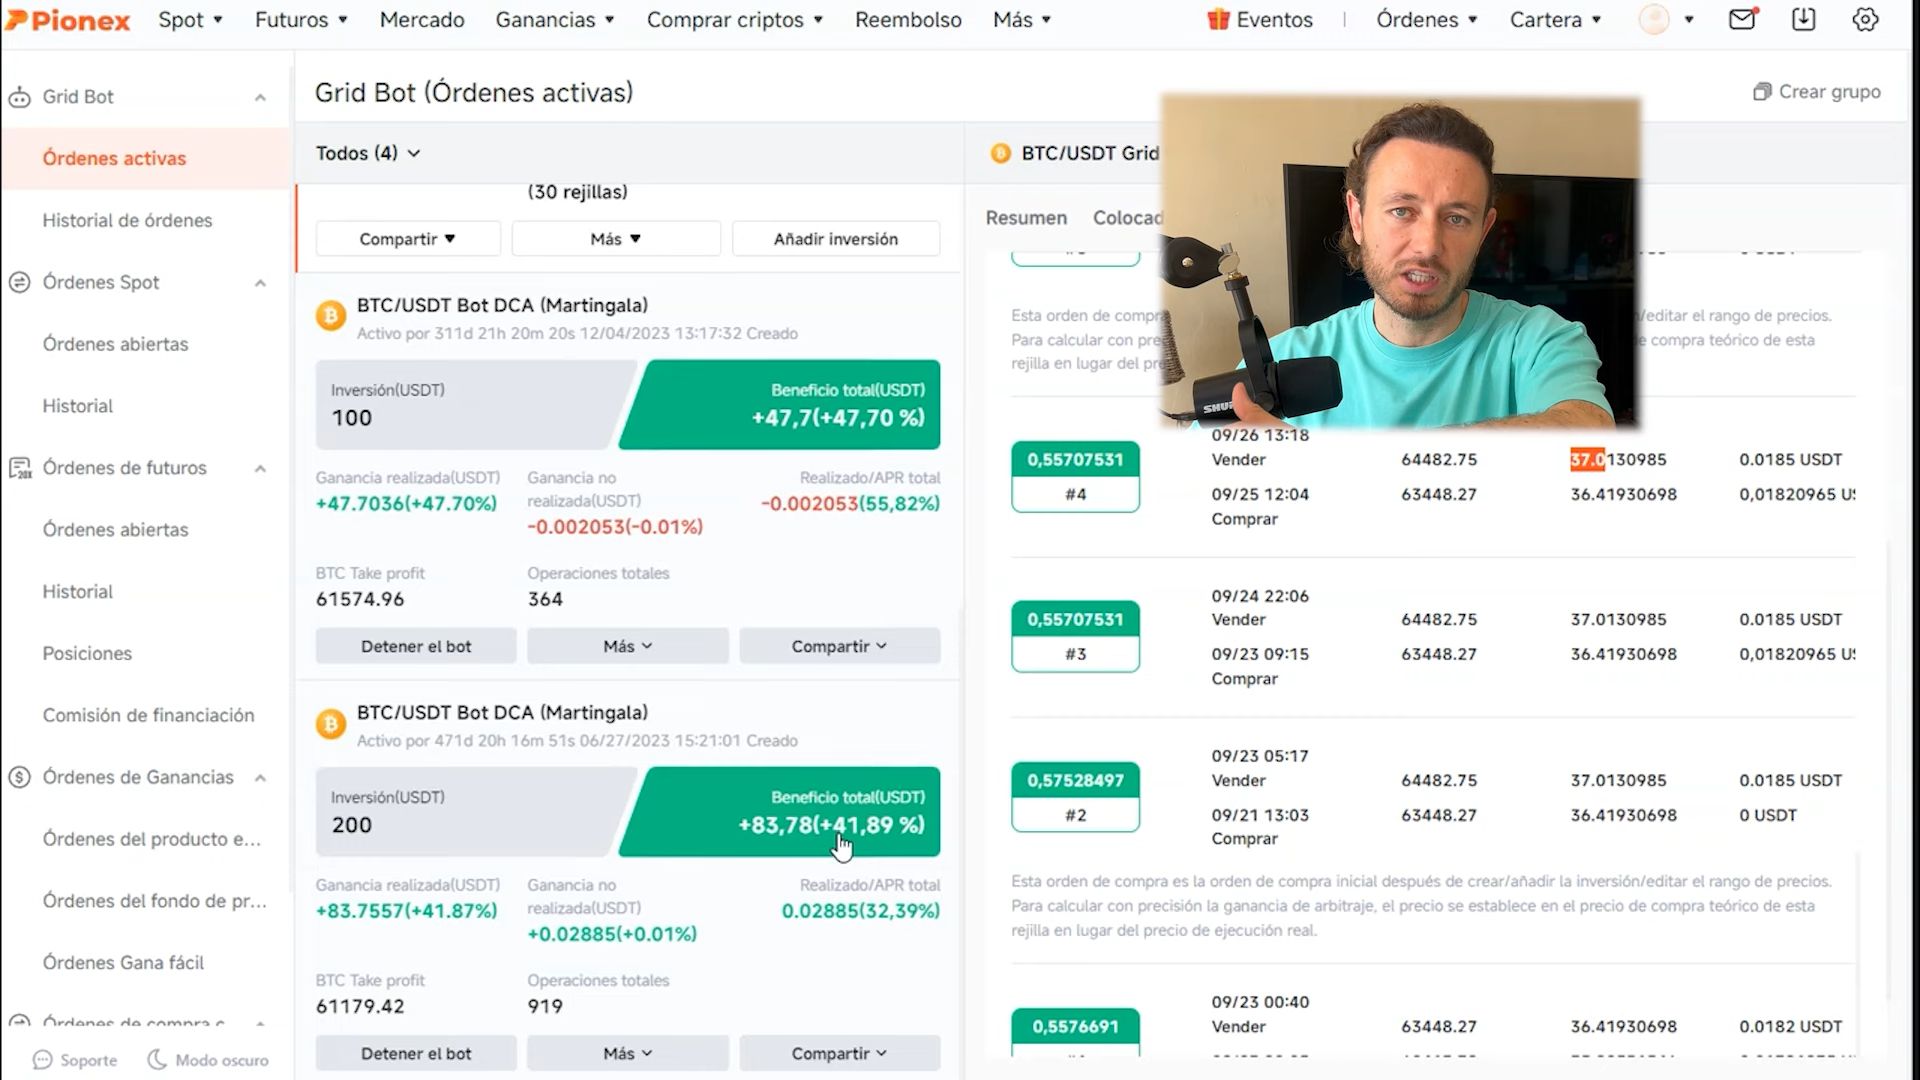 Pionex
Spot
Futuros
Mercado
Ganancias
Comprar criptos
Reembolso
Más
Eventos
Órdenes
Cartera
Grid Bot
Órdenes activas
Historial de órdenes
Órdenes Spot
Órdenes abiertas
Historial
Órdenes de futuros
Órdenes abiertas
Historial
Posiciones
Comisión de financiación
Órdenes de Ganancias
Órdenes del producto e...
Órdenes del fondo de pr...
Órdenes Gana fácil
Órdenes de compra c
Soporte
Modo oscuro
Grid Bot (Órdenes activas)
Crear grupo
Todos (4)
(30 rejillas)
Compartir
Más
Añadir inversión
BTC/USDT Bot DCA (Martingala)
Activo por 311d 21h 20m 20s 12/04/2023 13:17:32 Creado
Inversión(USDT)
100
Beneficio total(USDT)
+47,7(+47,70 %)
Ganancia realizada(USDT)
+47.7036(+47.70%)
Ganancia no
realizada(USDT)
-0.002053(-0.01%)
Realizado/APR total
-0.002053(55,82%)
BTC Take profit
61574.96
Operaciones totales
364
Detener el bot
Más
Compartir
BTC/USDT Bot DCA (Martingala)
Activo por 471d 20h 16m 51s 06/27/2023 15:21:01 Creado
Inversión(USDT)
200
Beneficio total(USDT)
+83,78(+41,89 %)
Ganancia realizada(USDT)
+83.7557(+41.87%)
Ganancia no
realizada(USDT)
+0.02885(+0.01%)
Realizado/APR total
0.02885(32,39%)
BTC Take profit
61179.42
Operaciones totales
919
Detener el bot
Más
Compartir
BTC/USDT Grid
Resumen
Colocad
Esta orden de compra
/editar el rango de precios.
Para calcular con pre
e compra teórico de esta
rejilla en lugar del pre
SHU
0,55707531
#4
09/26 13:18
Vender
64482.75
37.0130985
0.0185 USDT
09/25 12:04
Comprar
63448.27
36.41930698
0,01820965 U
0,55707531
#3
09/24 22:06
Vender
64482.75
37.0130985
0.0185 USDT
09/23 09:15
Comprar
63448.27
36.41930698
0,01820965 U
0,57528497
#2
09/23 05:17
Vender
64482.75
37.0130985
0.0185 USDT
09/21 13:03
Comprar
63448.27
36.41930698
0 USDT
Esta orden de compra es la orden de compra inicial después de crear/añadir la inversión/editar el rango de precios.
Para calcular con precisión la ganancia de arbitraje, el precio se establece en el precio de compra teórico de esta
rejilla en lugar del precio de ejecución real.
0,5576691
09/23 00:40
Vender
63448.27
36.41930698
0.0182 USDT